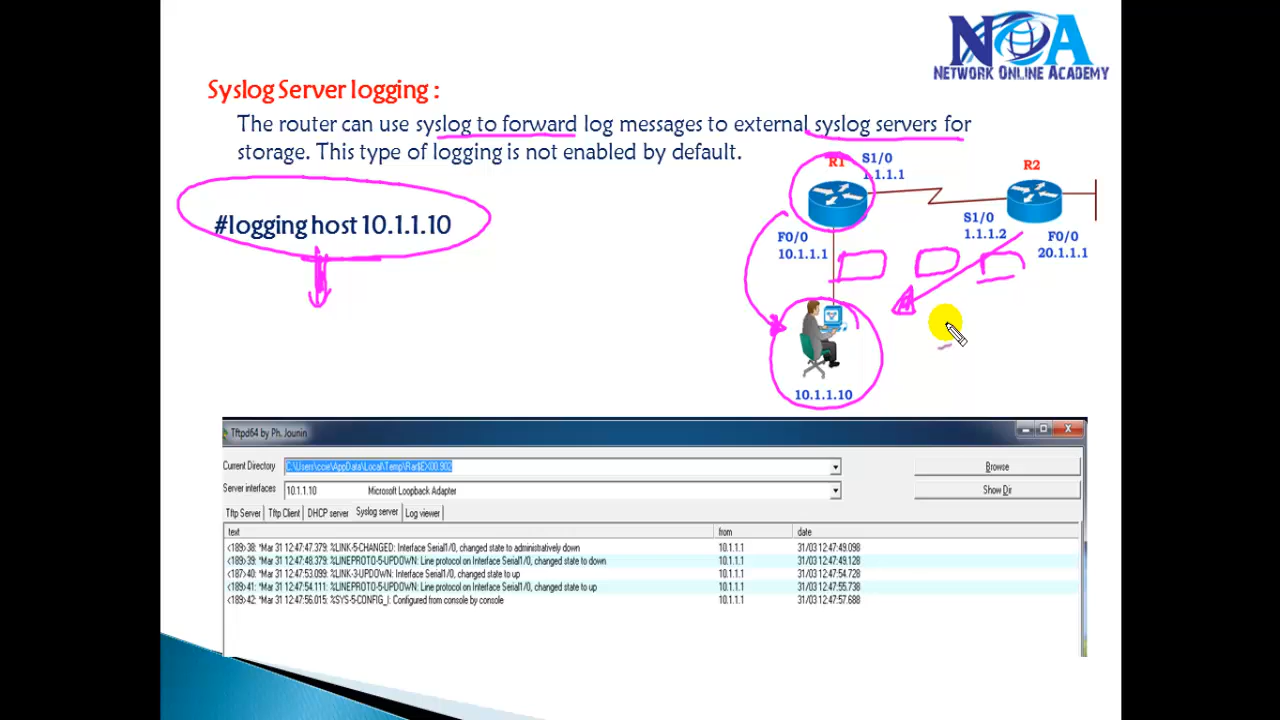 NOA
NETWORK ONLINE ACADEMY
Syslog Server logging :
The router can use syslog to forward log messages to external syslog servers for
storage. This type of logging is not enabled by default.
#logging host 10.1.1.10
R1
S1/0
1.1.1.1
R2
S1/0
1.1.1.2
F0/0
10.1.1.1
F0/0
20.1.1.1
10.1.1.10
Tftpd64 by Ph. Jounin
Current Directory
Browse
Server interfaces 10.1.1.10 Microsoft Loopback Adapter
Show Dir
Tftp Server Tftp Client DHCP server Syslog server Log viewer
text from date
<189>38: *Mar 31 12:47:47.379: %LINK-5-CHANGED: Interface Serial1/0, changed state to administratively down 10.1.1.1 31/03 12:47:49.098
<189>39: *Mar 31 12:47:48.379: %LINEPROTO-5-UPDOWN: Line protocol on Interface Serial1/0, changed state to down 10.1.1.1 31/03 12:47:49.128
<187>40: *Mar 31 12:47:53.099: %LINK-3-UPDOWN: Interface Serial1/0, changed state to up 10.1.1.1 31/03 12:47:54.728
<189>41: *Mar 31 12:47:54.111: %LINEPROTO-5-UPDOWN: Line protocol on Interface Serial1/0, changed state to up 10.1.1.1 31/03 12:47:55.738
<189>42: *Mar 31 12:47:56.015: %SYS-5-CONFIG_I: Configured from console by console 10.1.1.1 31/03 12:47:57.688